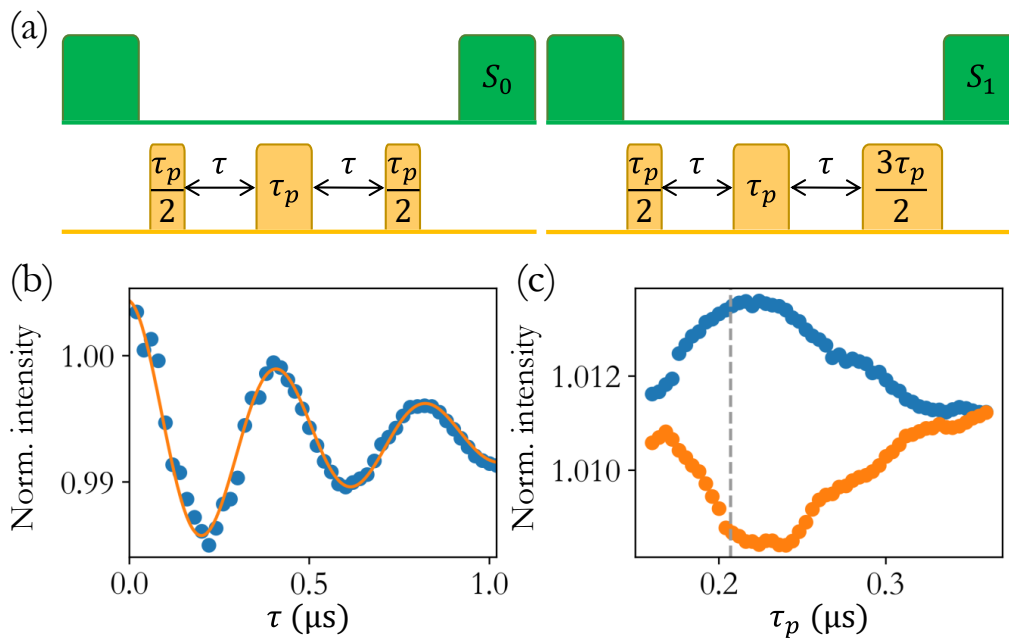 (a)
S₀ S₁
τₚ/2 τ τₚ τ τₚ/2 τₚ/2 τ τₚ τ 3τₚ/2
(b) (c)
Norm. intensity
1.00
0.99
0.0 0.5 1.0
τ (μs)
Norm. intensity
1.012
1.010
0.2 0.3
τₚ (μs)